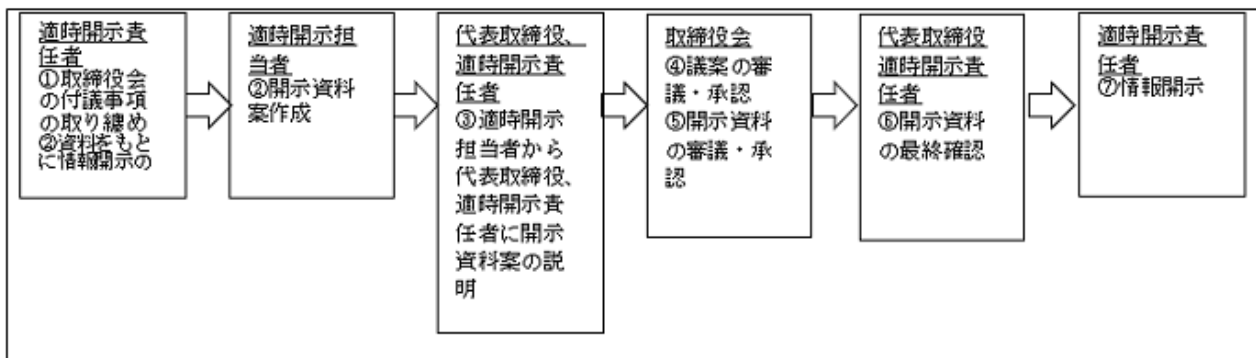 適時開示責
任者
①取締役会
の付議事項
の取り纏め
②資料をもと
に情報開示の
適時開示担
当者
②開示資料
案作成
代表取締役、
適時開示責
任者
③適時開示
担当者から
代表取締役、
適時開示責
任者に開示
資料案の説
明
取締役会
④議案の審
議・承認
⑤開示資料
の審議・承
認
代表取締役
適時開示責
任者
⑥開示資料
の最終確認
適時開示責
任者
⑦情報開示